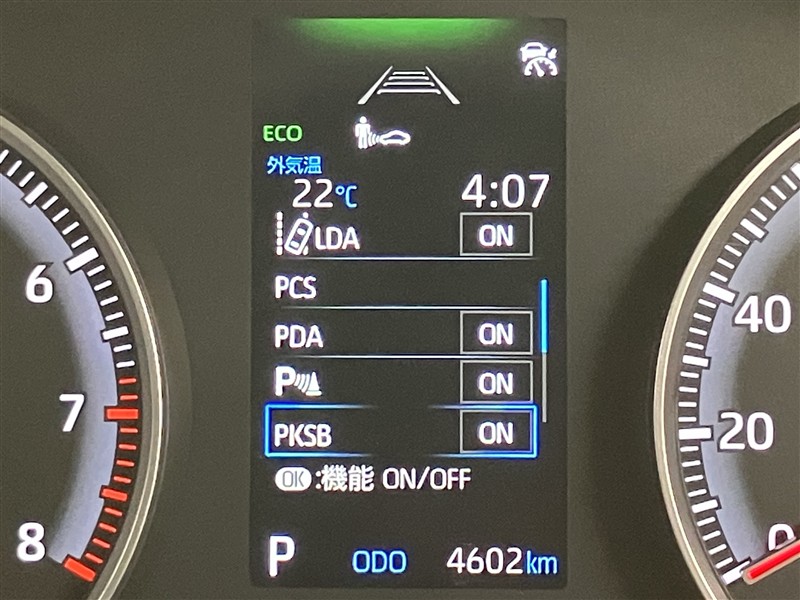 ECO
外気温
22℃ 4:07
LDA ON
PCS
PDA ON
P ON
PKSB ON
OK:機能 ON/OFF
P ODO 4602km
6
7
8
40
20
0